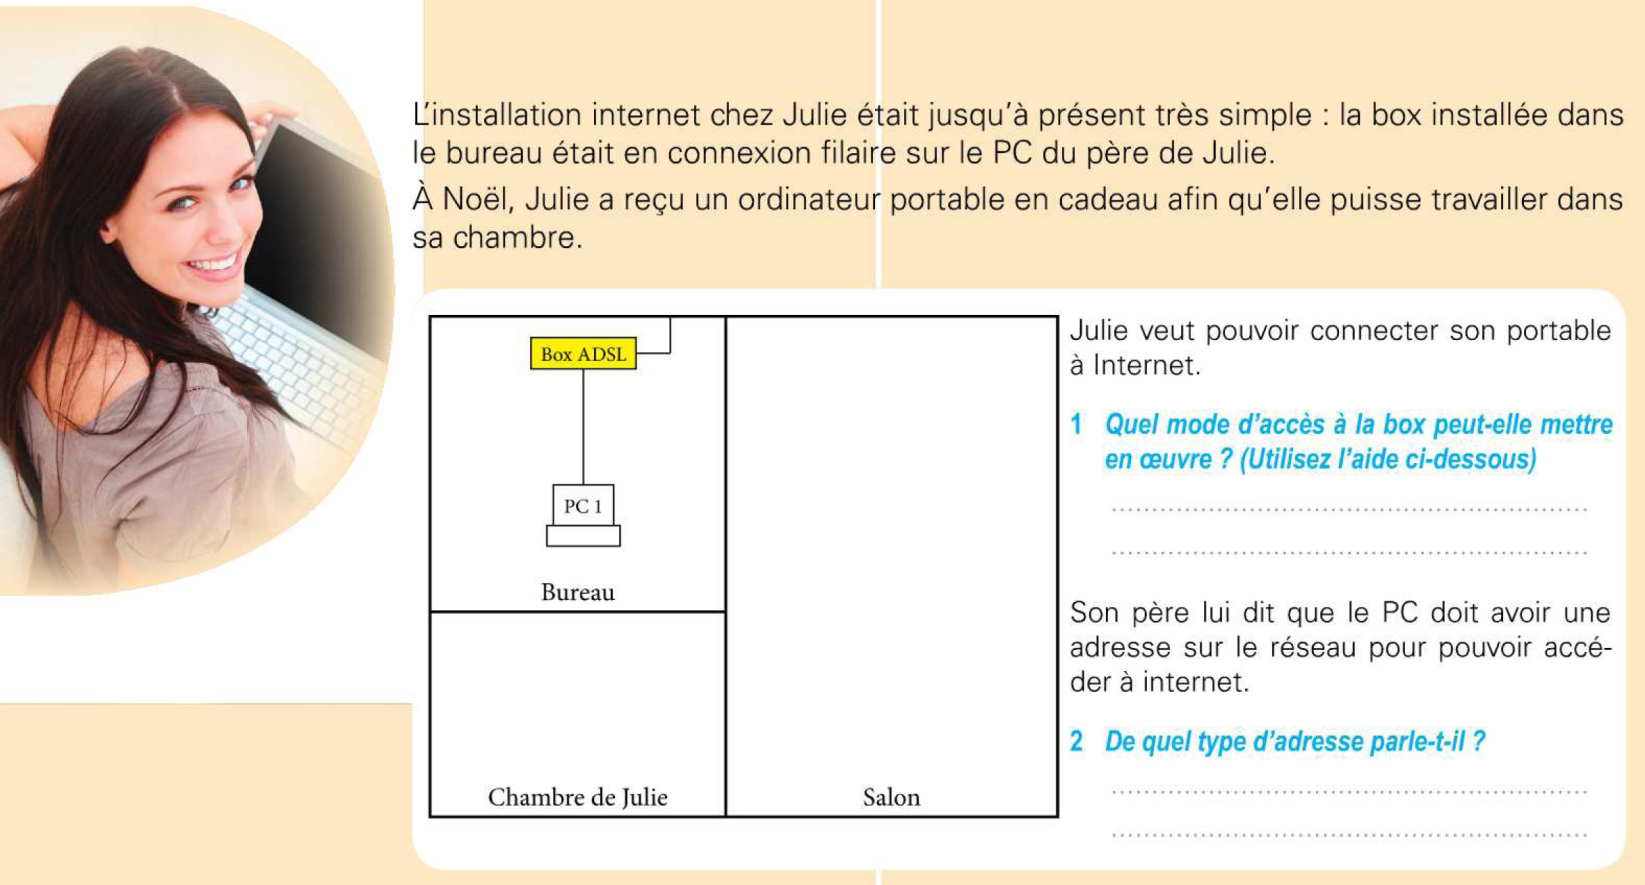 L'installation internet chez Julie était jusqu'à présent très simple : la box installée dans
le bureau était en connexion filaire sur le PC du père de Julie.
À Noël, Julie a reçu un ordinateur portable en cadeau afin qu'elle puisse travailler dans
sa chambre.
Box ADSL
PC 1
Bureau
Chambre de Julie
Salon
Julie veut pouvoir connecter son portable
à Internet.
1 Quel mode d'accès à la box peut-elle mettre
en œuvre ? (Utilisez l'aide ci-dessous)
Son père lui dit que le PC doit avoir une
adresse sur le réseau pour pouvoir accé-
der à internet.
2 De quel type d'adresse parle-t-il ?